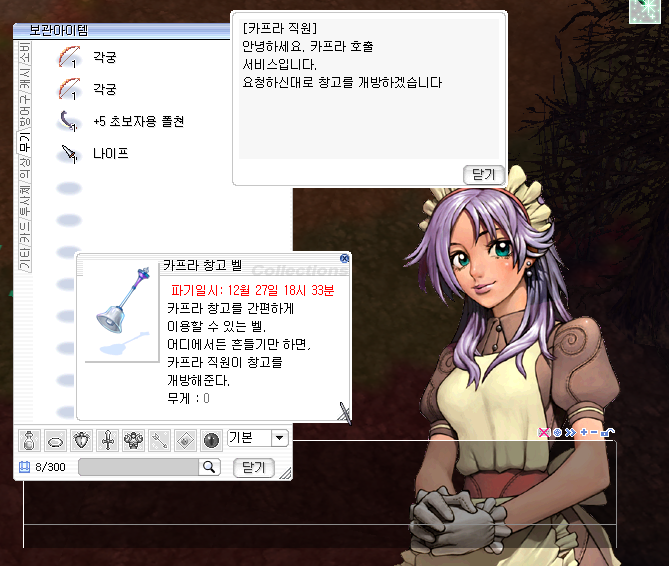 보관아이템
[카프라 직원]
안녕하세요. 카프라 호출
서비스입니다.
요청하신대로 창고를 개방하겠습니다
닫기
소비
캐시
방어구
무기
의상
투사체
카드
기타
각궁
각궁
+5 초보자용 폴천
나이프
카프라 창고 벨
Collections
파기일시: 12월 27일 18시 33분
카프라 창고를 간편하게
이용할 수 있는 벨.
어디에서든 흔들기만 하면,
카프라 직원이 창고를
개방해준다.
무게 : 0
기본
8/300
닫기